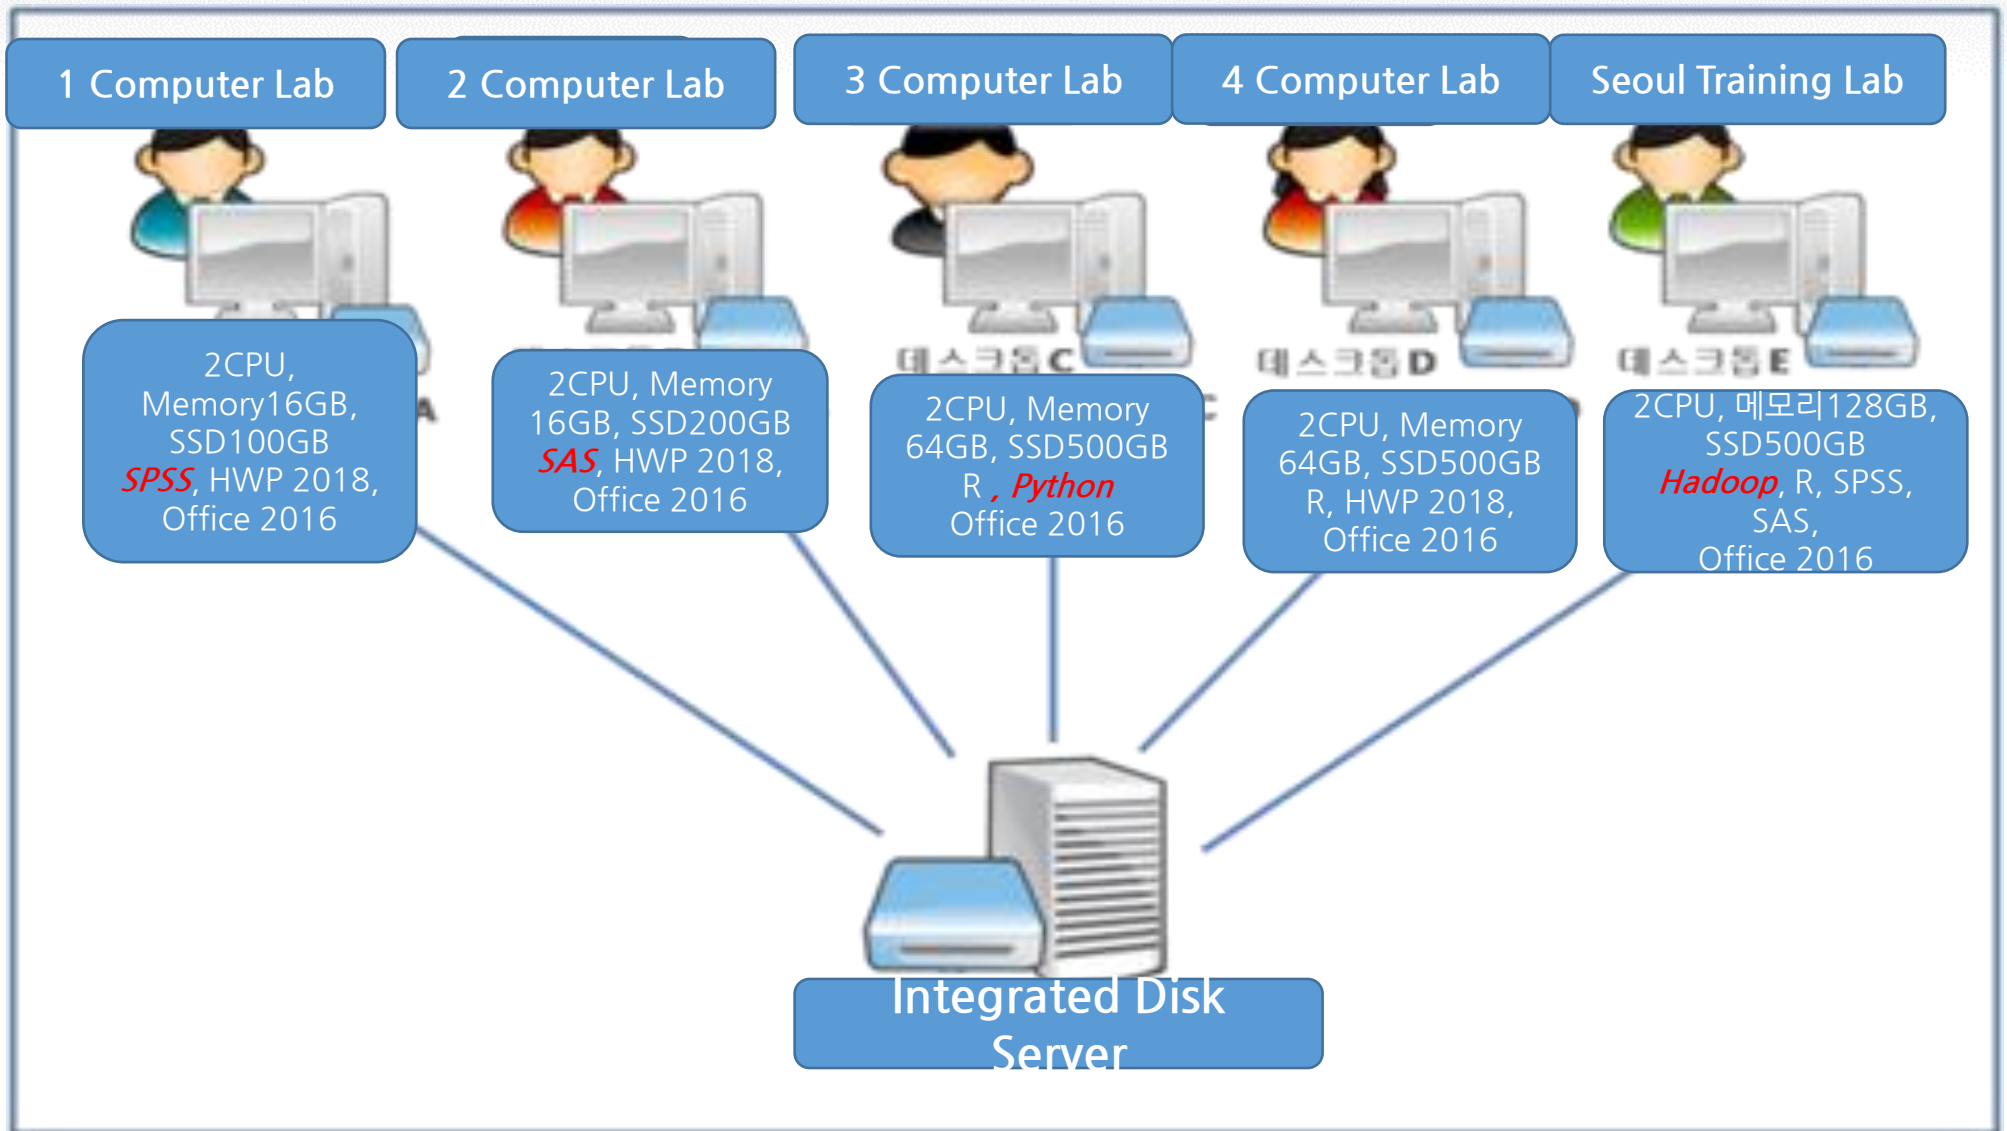 1 Computer Lab
2 Computer Lab
3 Computer Lab
4 Computer Lab
Seoul Training Lab
2CPU,
Memory16GB,
SSD100GB
SPSS, HWP 2018,
Office 2016
A
2CPU, Memory
16GB, SSD200GB
SAS, HWP 2018,
Office 2016
데스크톱C
2CPU, Memory
64GB, SSD500GB
R , Python
Office 2016
C
데스크톱D
2CPU, Memory
64GB, SSD500GB
R, HWP 2018,
Office 2016
데스크톱E
2CPU, 메모리128GB,
SSD500GB
Hadoop, R, SPSS,
SAS,
Office 2016
Integrated Disk
Server